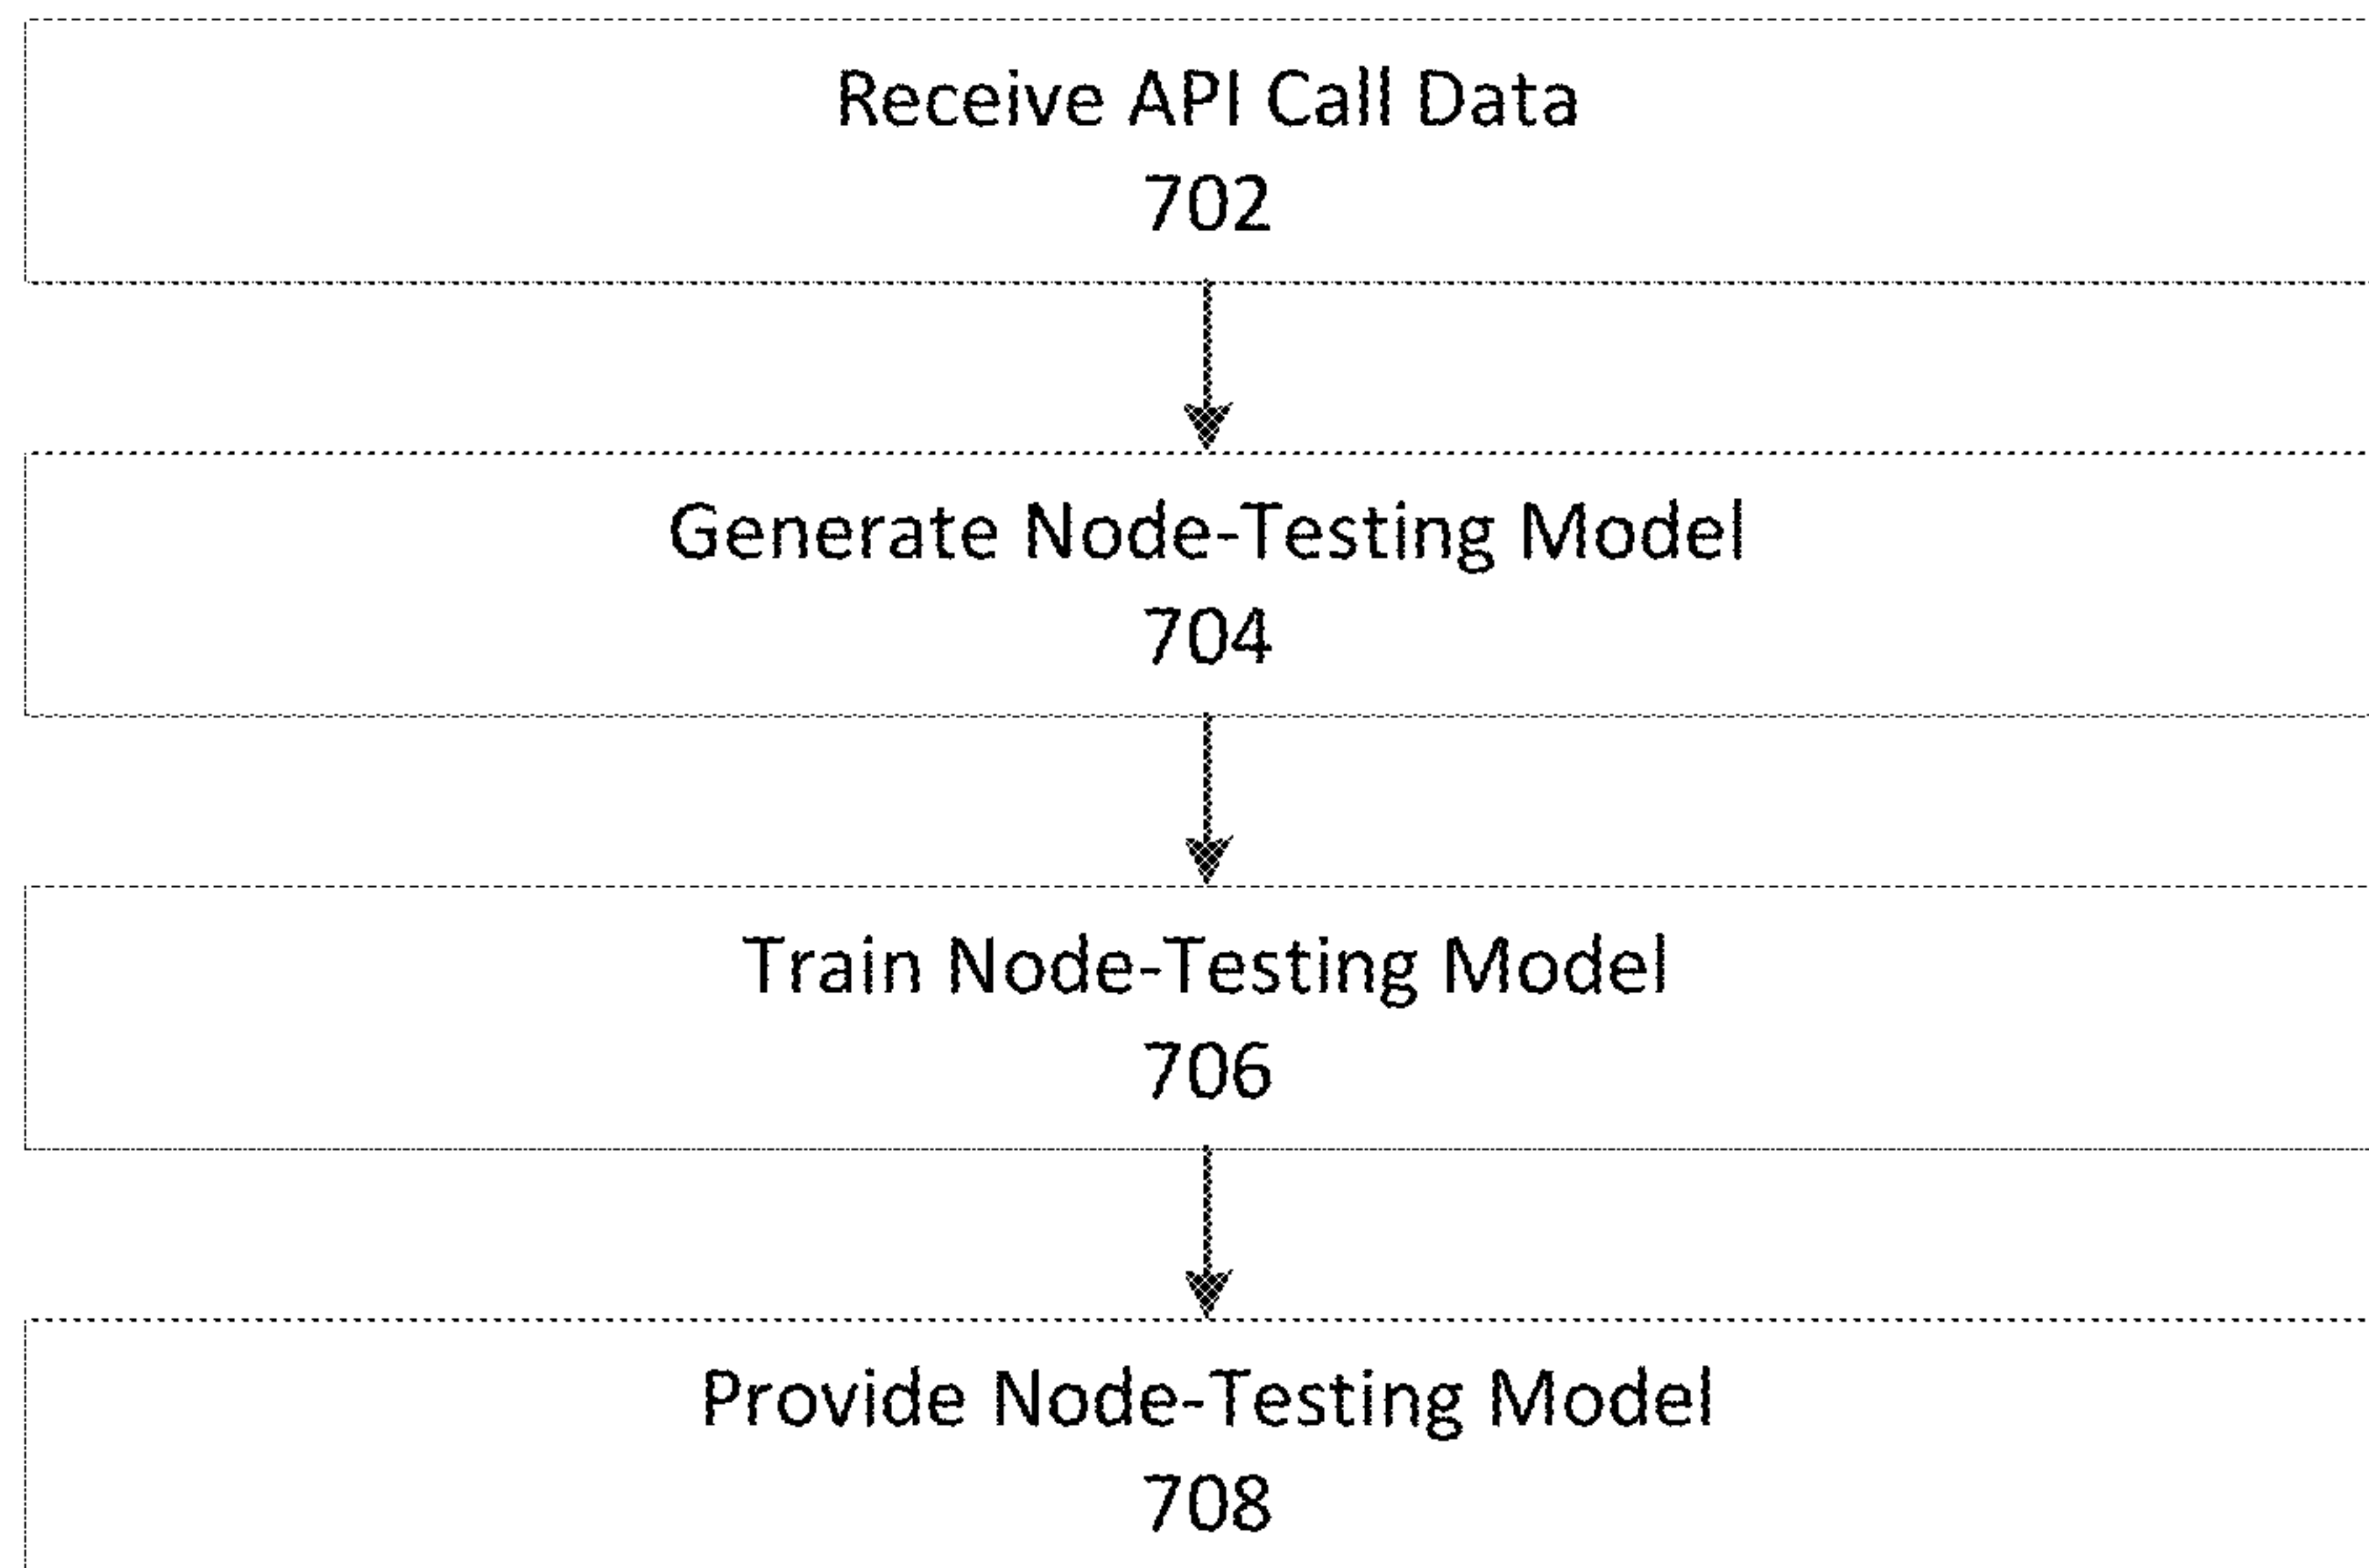 Receive API Call Data
702
Generate Node-Testing Model
704
Train Node-Testing Model
706
Provide Node-Testing Model
708